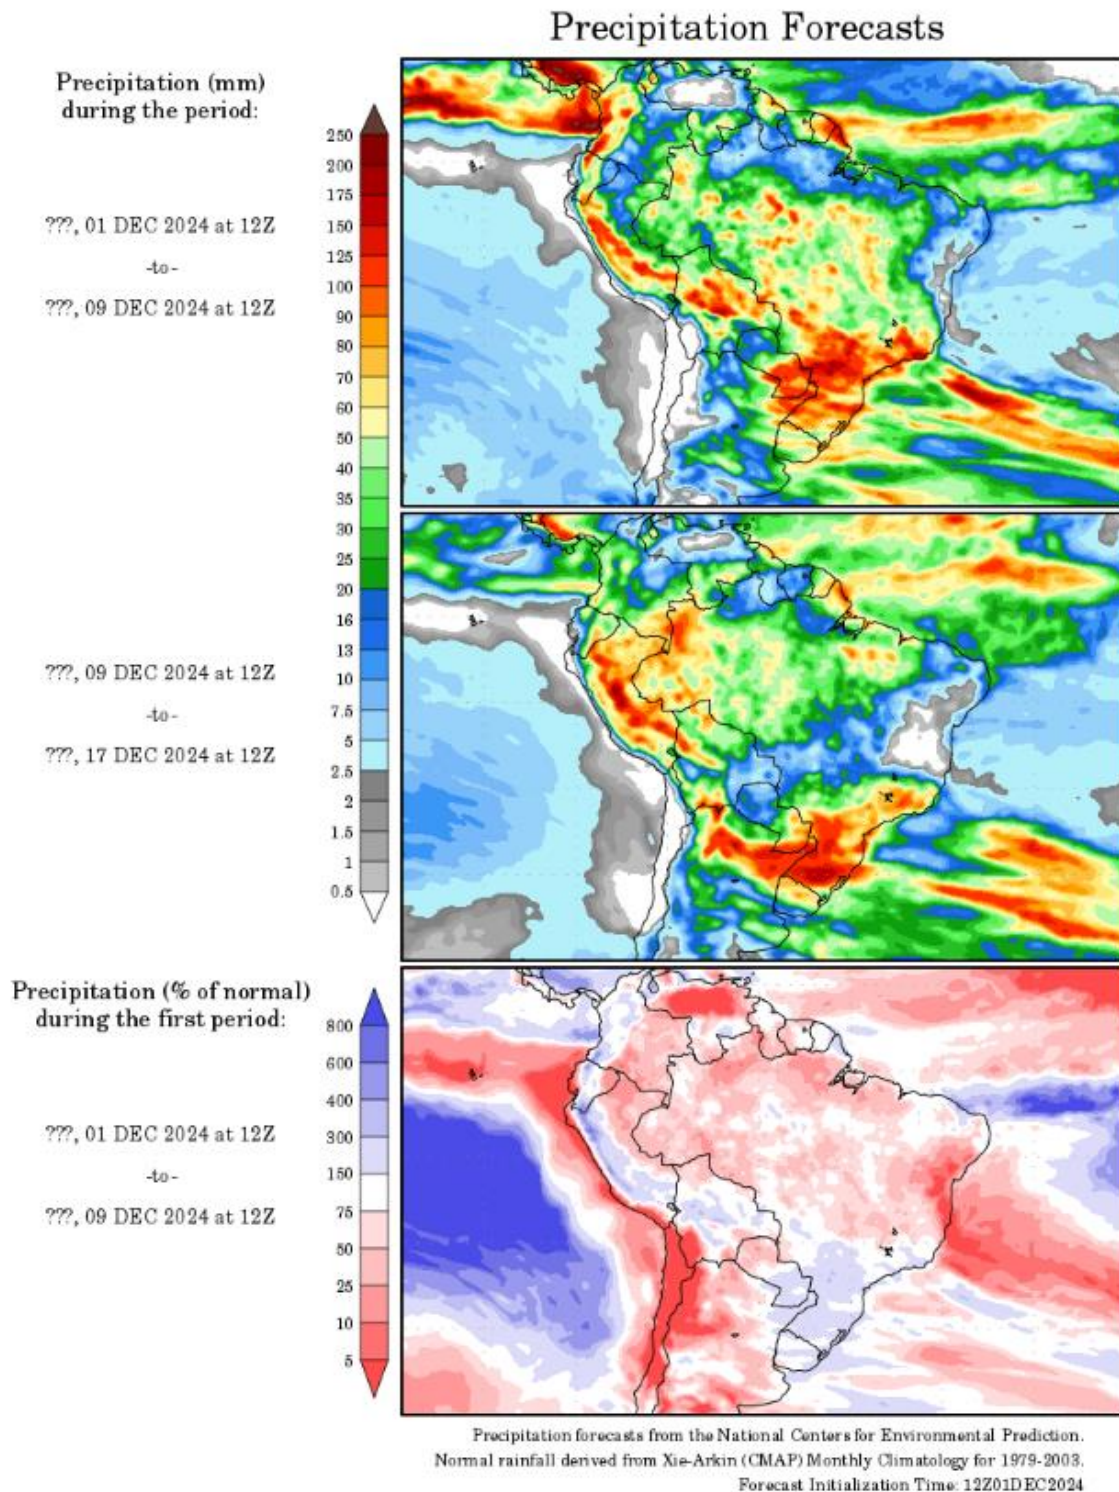 Precipitation Forecasts
Precipitation (mm)
during the period:
???, 01 DEC 2024 at 12Z
-to-
???, 09 DEC 2024 at 12Z
250
200
175
150
125
100
90
80
70
60
50
40
35
30
25
20
16
13
10
7.5
5
2.5
2
1.5
1
0.5
???, 09 DEC 2024 at 12Z
-to-
???, 17 DEC 2024 at 12Z
Precipitation (% of normal)
during the first period:
???, 01 DEC 2024 at 12Z
-to-
???, 09 DEC 2024 at 12Z
800
600
400
300
150
75
50
25
10
5
Precipitation forecasts from the National Centers for Environmental Prediction.
Normal rainfall derived from Xie-Arkin (CMAP) Monthly Climatology for 1979-2003.
Forecast Initialization Time: 12Z01DEC2024